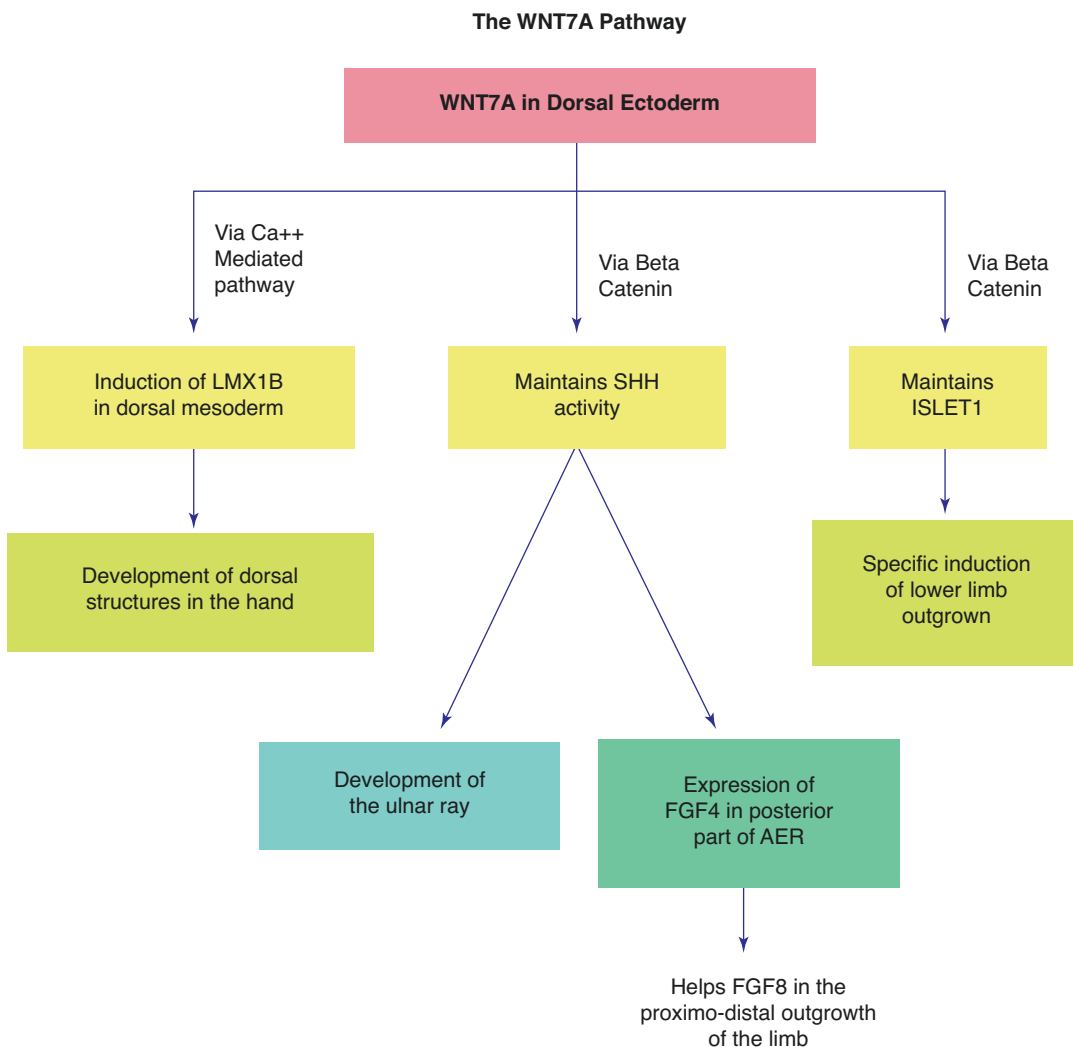 The WNT7A Pathway
WNT7A in Dorsal Ectoderm
Via Ca++
Mediated
pathway
Via Beta
Catenin
Via Beta
Catenin
Induction of LMX1B
in dorsal mesoderm
Maintains SHH
activity
Maintains
ISLET1
Development of dorsal
structures in the hand
Specific induction
of lower limb
outgrown
Development of
the ulnar ray
Expression of
FGF4 in posterior
part of AER
Helps FGF8 in the
proximo-distal outgrowth
of the limb